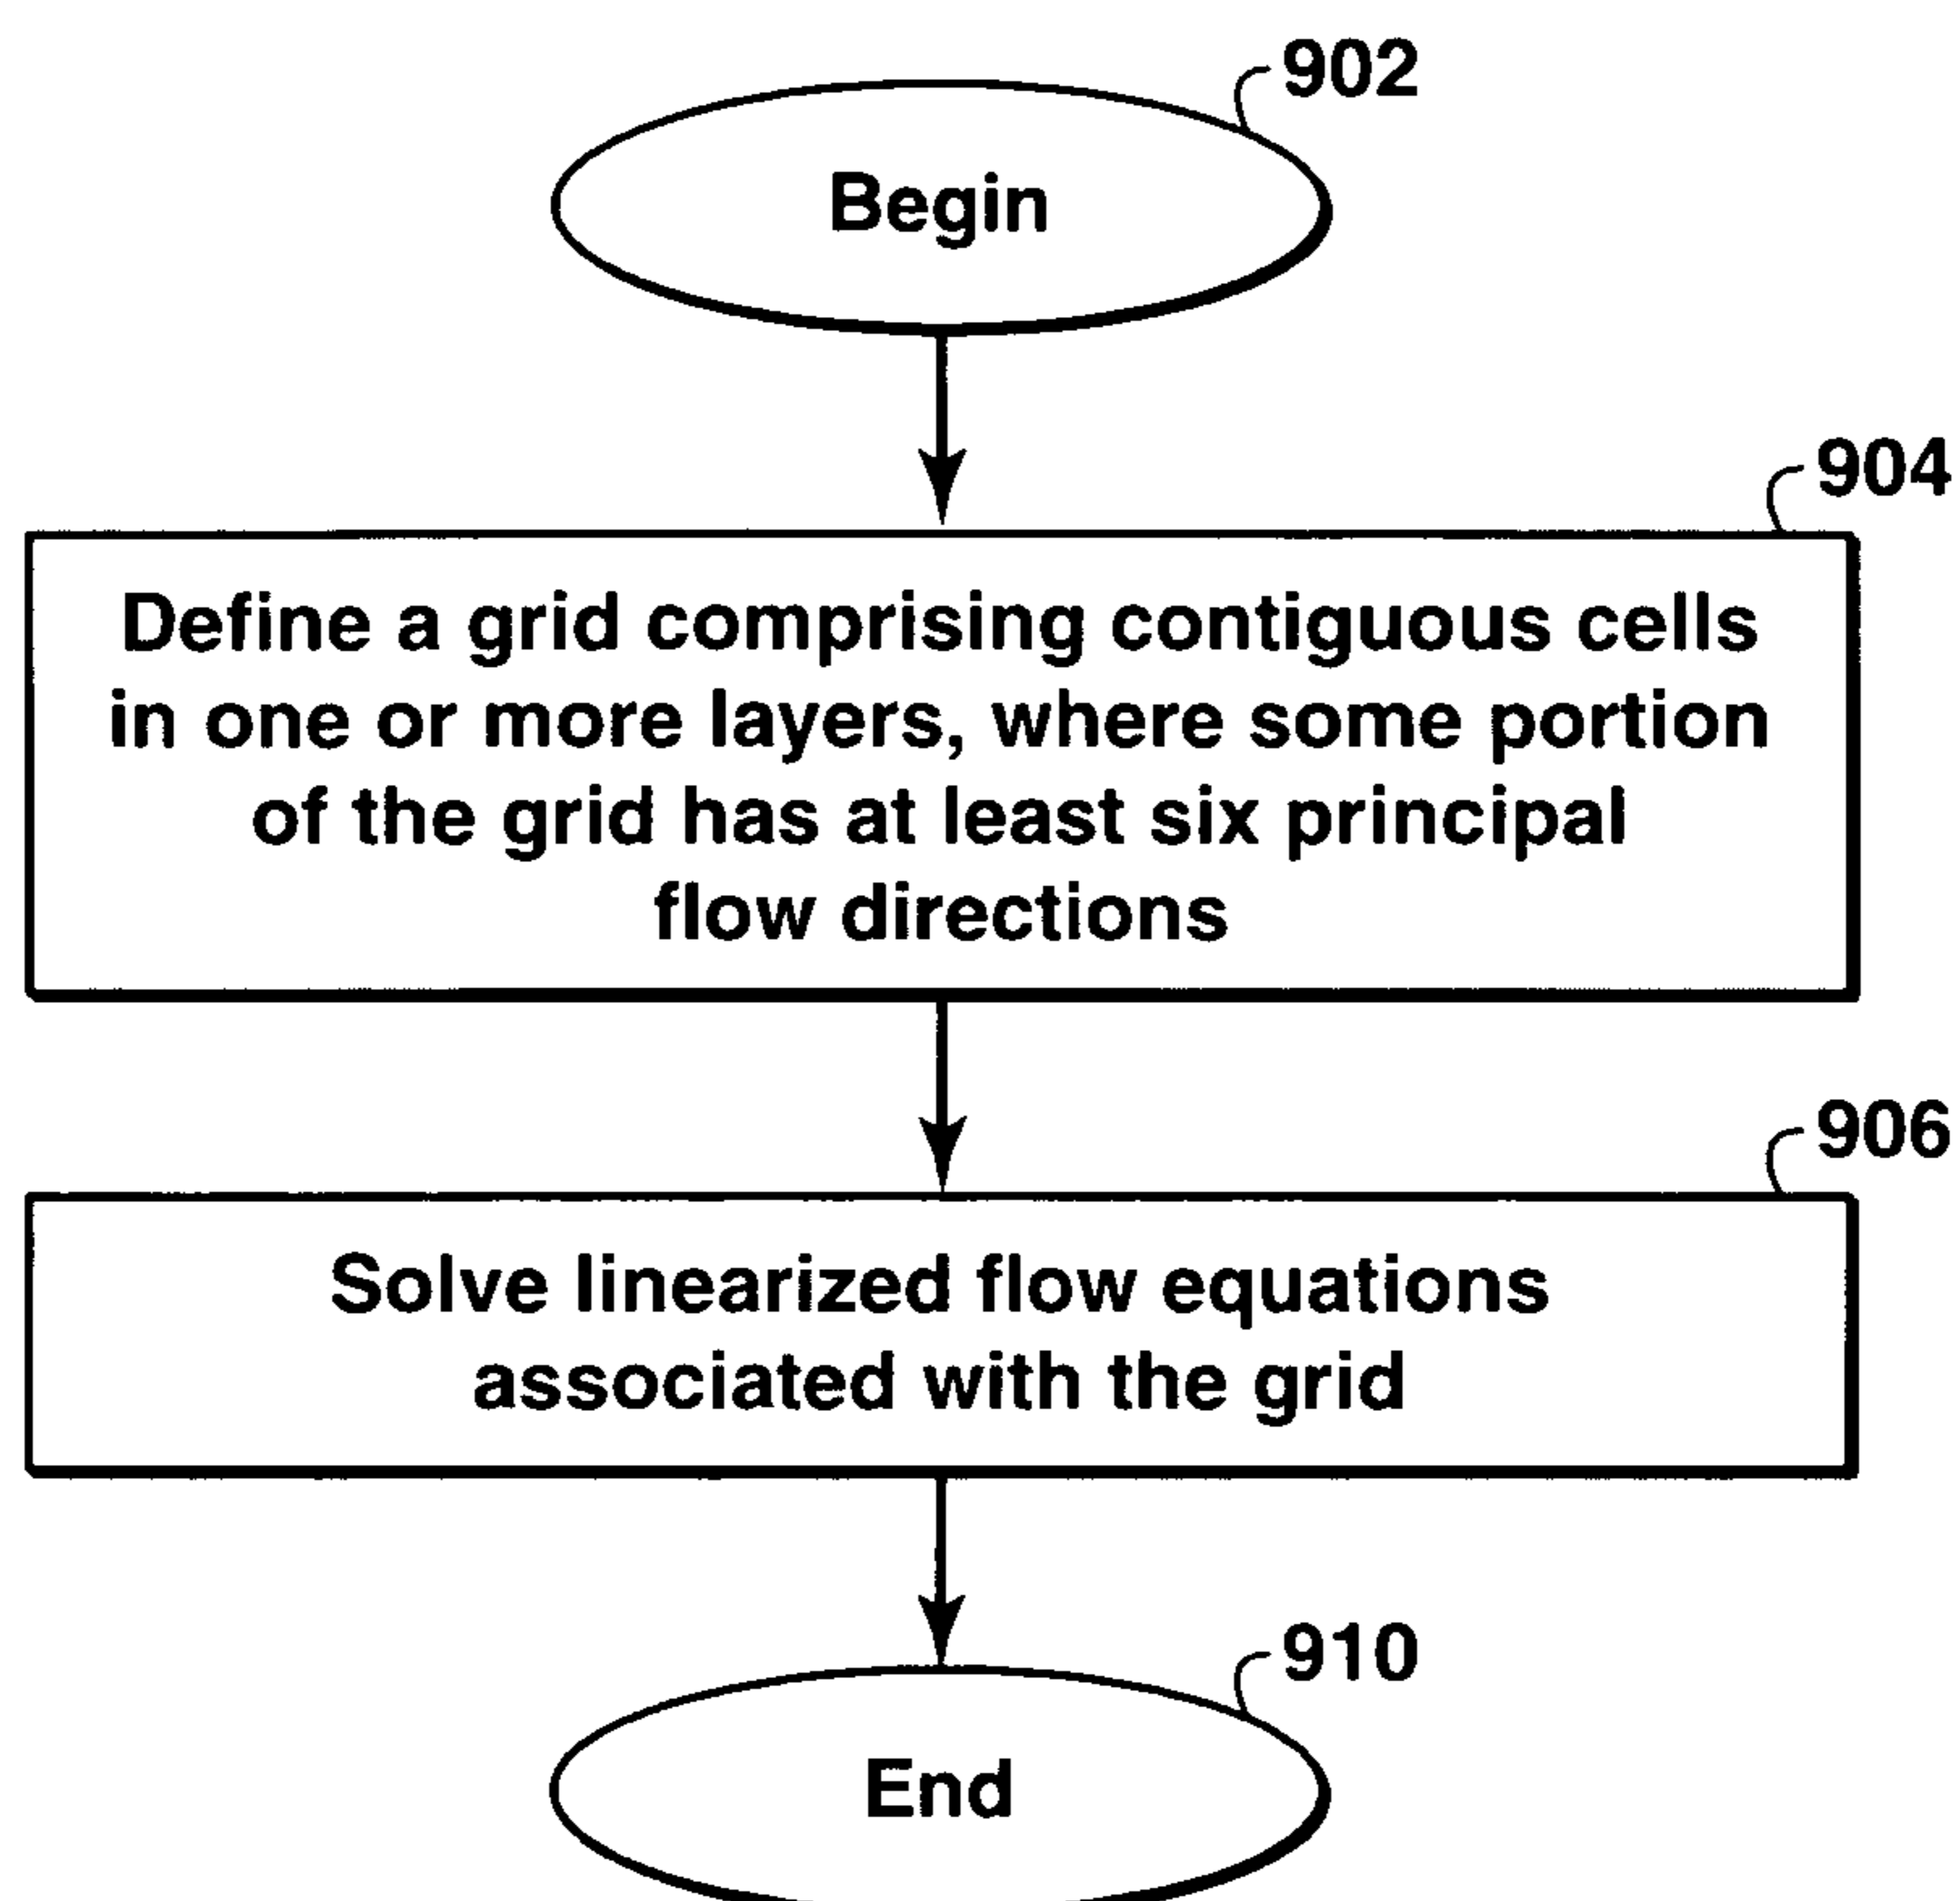 902
Begin
904
Define a grid comprising contiguous cells
in one or more layers, where some portion
of the grid has at least six principal
flow directions
906
Solve linearized flow equations
associated with the grid
910
End